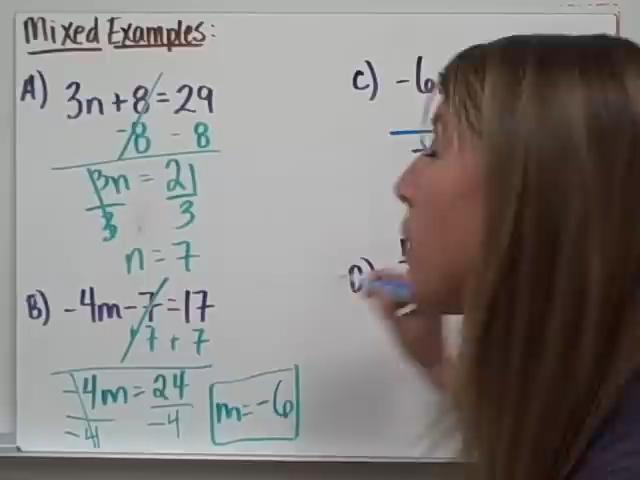 Mixed Examples:
A) 3n + 8 = 29
-8 - 8
3n = 21
3 3
n = 7
B) -4m - 7 = 17
+7 + 7
-4m = 24
-4 -4
m = -6
C) -6